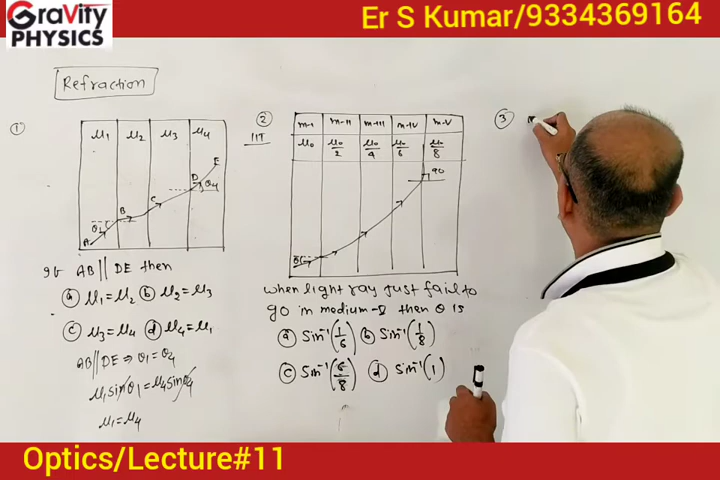 GraVity
PHYSICS
Er S Kumar/9334369164
Refraction
①
μ1 μ2 μ3 μ4
A B C D E
θ1 θ4
If AB || DE then
ⓐ μ1 = μ2 ⓑ μ2 = μ3
ⓒ μ3 = μ4 ⓓ μ4 = μ1
AB || DE ⇒ θ1 = θ4
μ1 sinθ1 = μ4 sinθ4
μ1 = μ4
②
IIT
m-I m-II m-III m-IV m-V
μ0 μ0/2 μ0/4 μ0/6 μ0/8
90
θ
when light ray just fail to
go in medium-V then θ is
ⓐ Sin⁻¹(1/6) ⓑ Sin⁻¹(1/8)
ⓒ Sin⁻¹(6/8) ⓓ Sin⁻¹(1)
③
Optics/Lecture#11